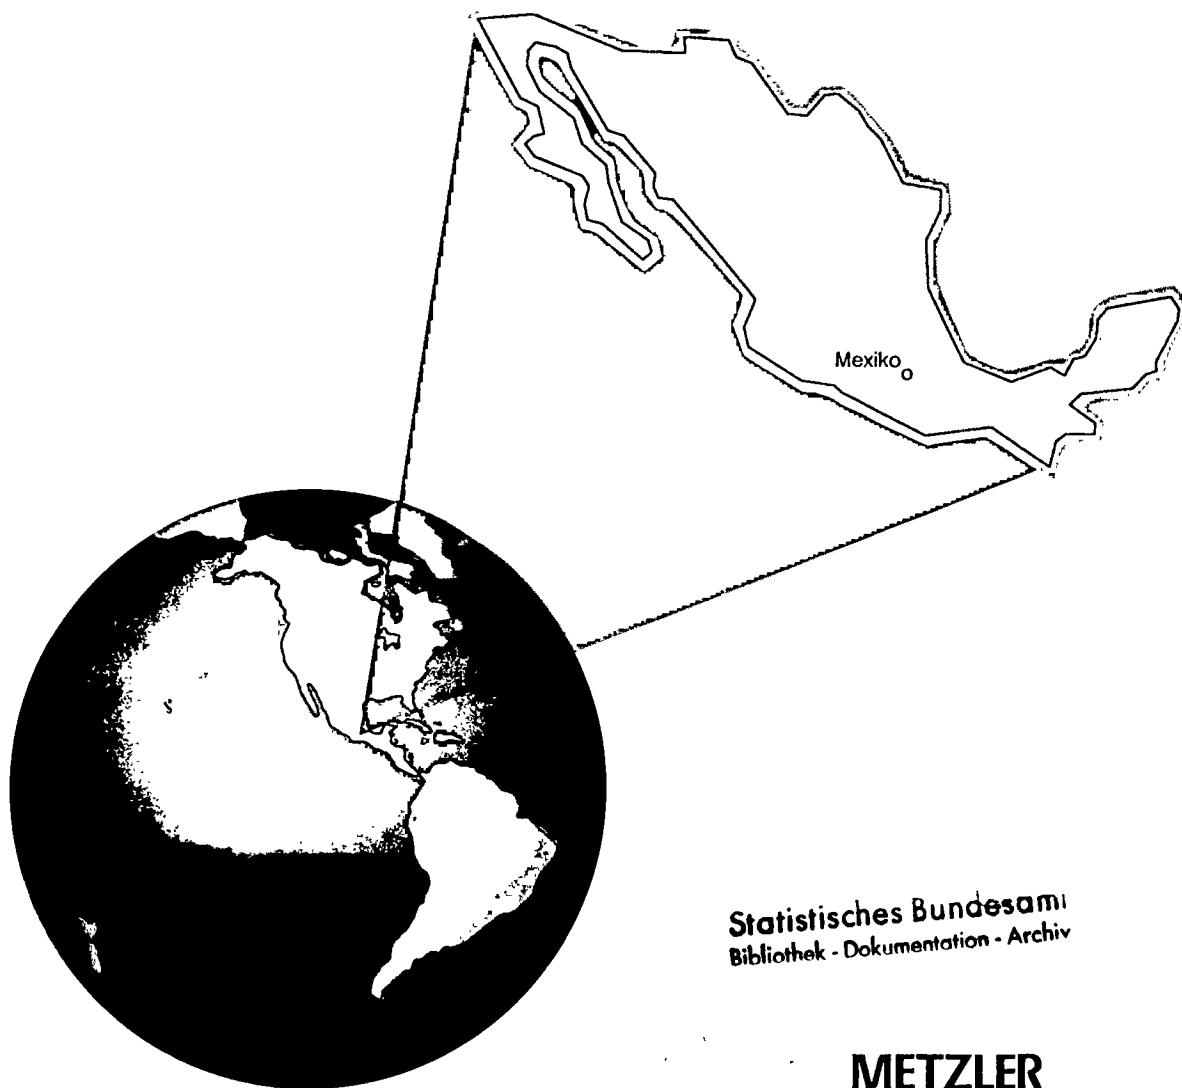 Mexiko
Statistisches Bundesamt
Bibliothek - Dokumentation - Archiv
METZLER